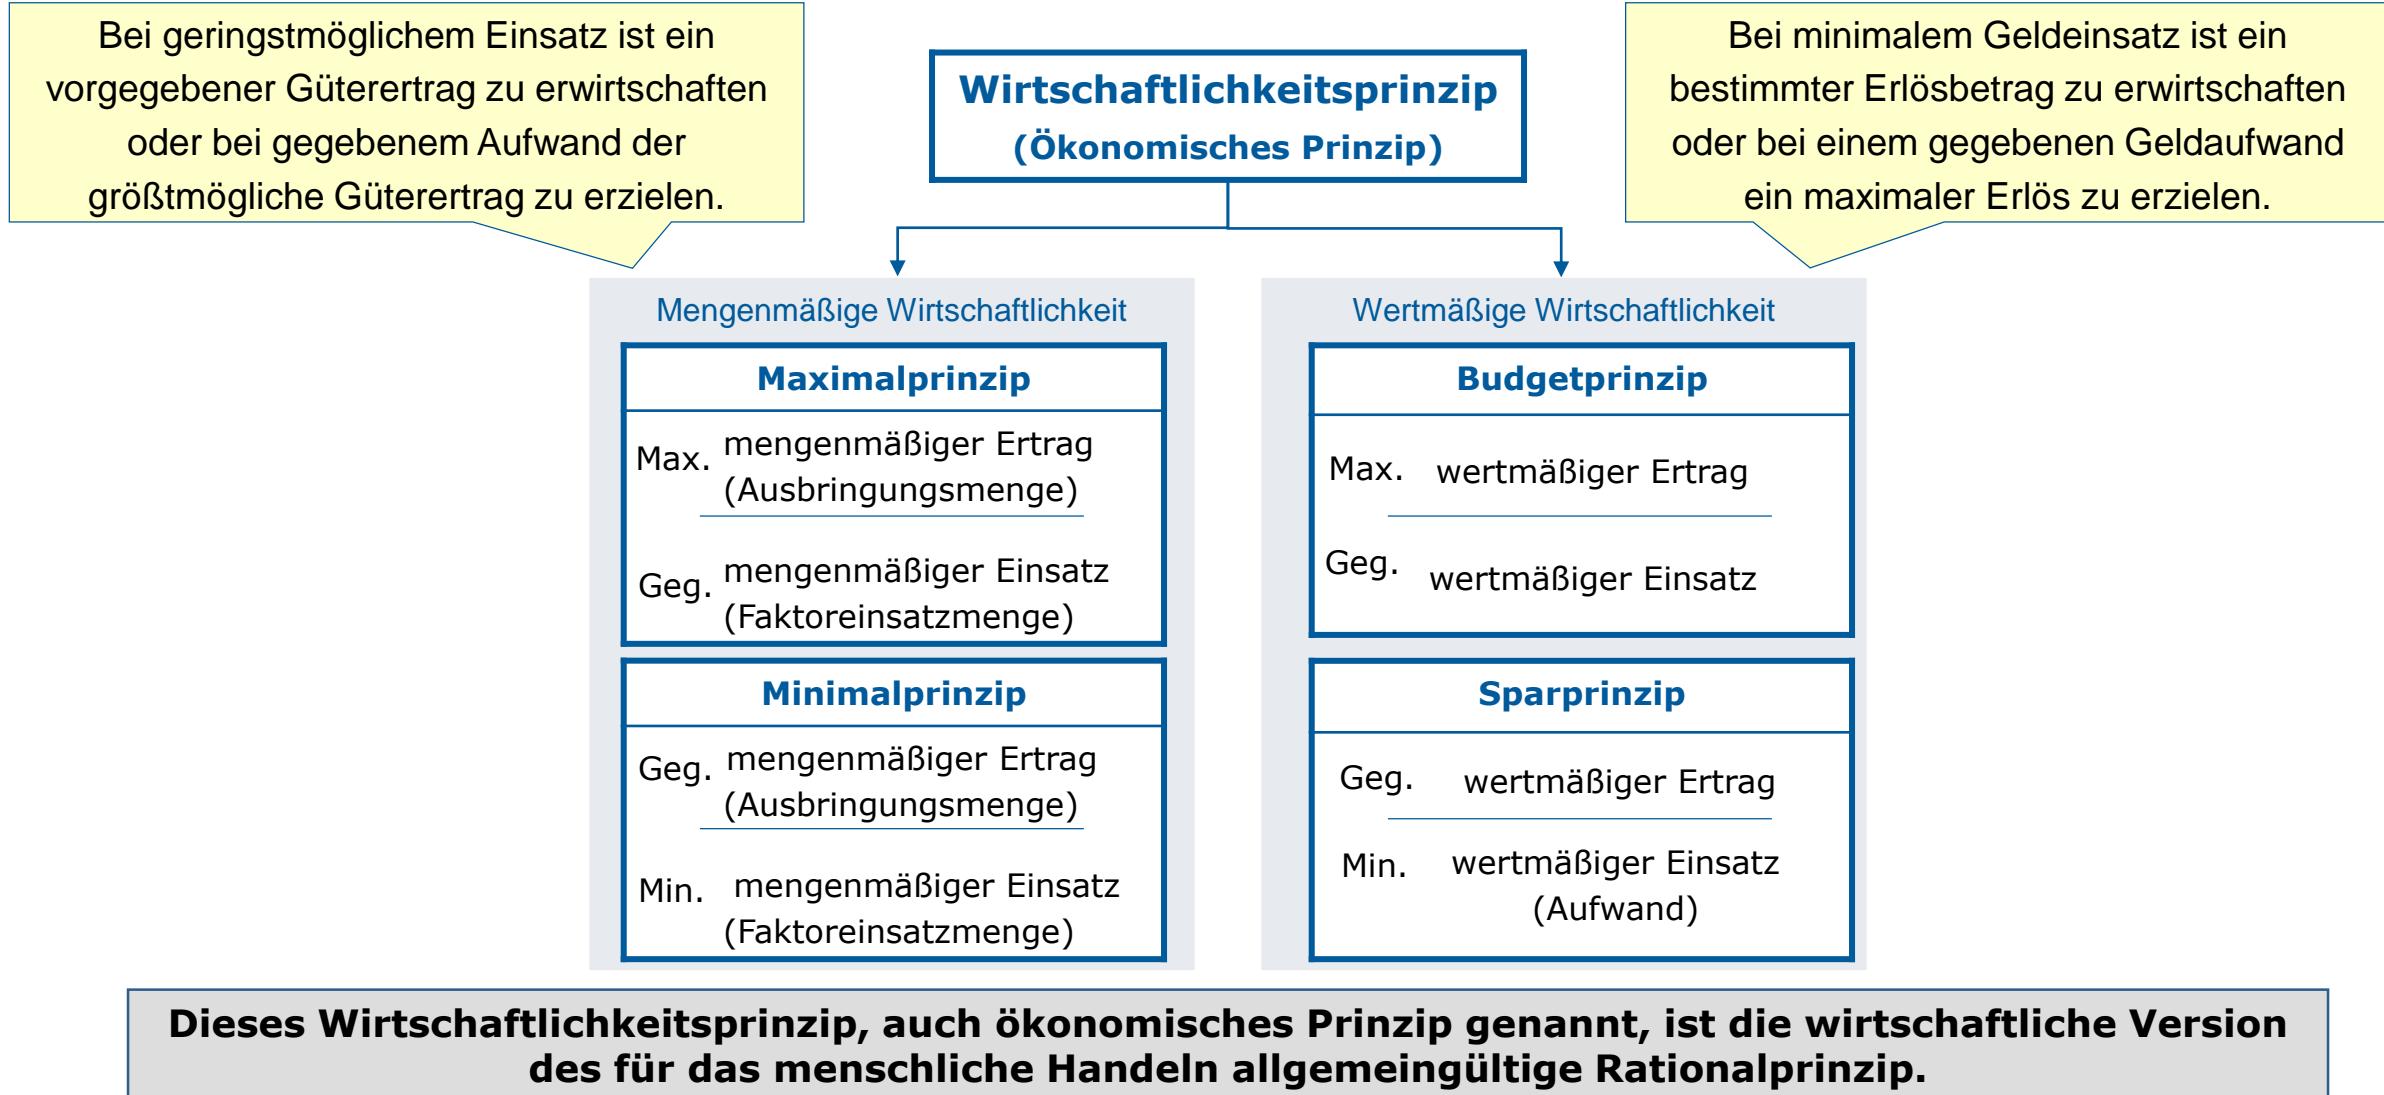 Bei geringstmöglichem Einsatz ist ein
vorgegebener Güterertrag zu erwirtschaften
oder bei gegebenem Aufwand der
größtmögliche Güterertrag zu erzielen.
Wirtschaftlichkeitsprinzip
(Ökonomisches Prinzip)
Bei minimalem Geldeinsatz ist ein
bestimmter Erlösbetrag zu erwirtschaften
oder bei einem gegebenen Geldaufwand
ein maximaler Erlös zu erzielen.
Mengenmäßige Wirtschaftlichkeit
Maximalprinzip
Max. mengenmäßiger Ertrag
(Ausbringungsmenge)
Geg. mengenmäßiger Einsatz
(Faktoreinsatzmenge)
Minimalprinzip
Geg. mengenmäßiger Ertrag
(Ausbringungsmenge)
Min. mengenmäßiger Einsatz
(Faktoreinsatzmenge)
Wertmäßige Wirtschaftlichkeit
Budgetprinzip
Max. wertmäßiger Ertrag
Geg. wertmäßiger Einsatz
Sparprinzip
Geg. wertmäßiger Ertrag
Min. wertmäßiger Einsatz
(Aufwand)
Dieses Wirtschaftlichkeitsprinzip, auch ökonomisches Prinzip genannt, ist die wirtschaftliche Version
des für das menschliche Handeln allgemeingültige Rationalprinzip.